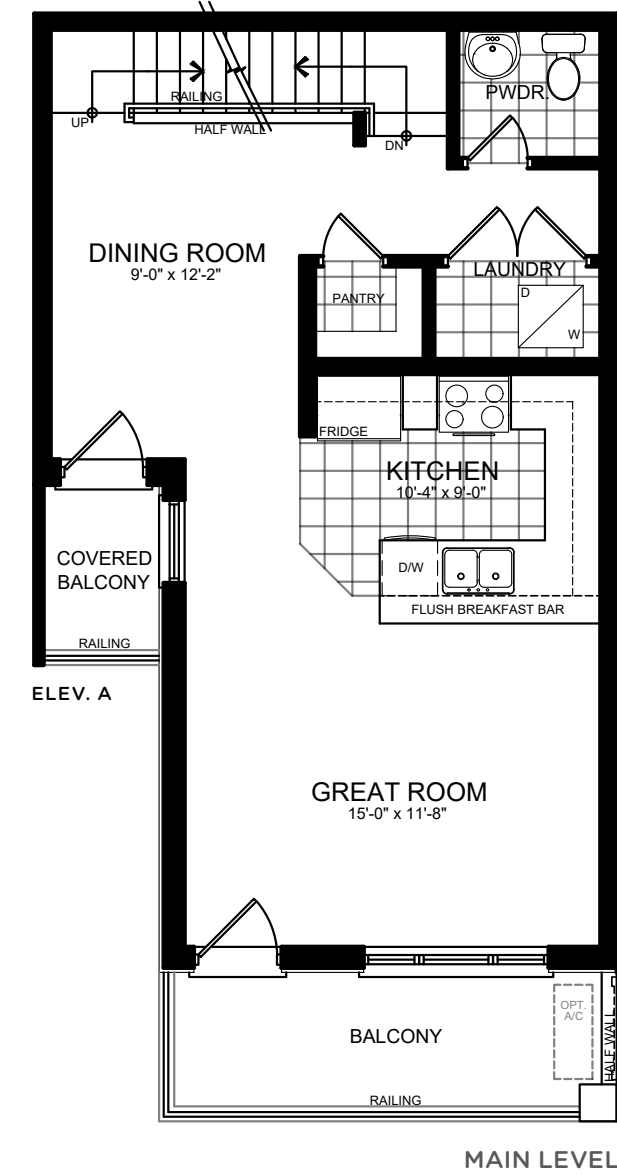 PWDR.
RAILING
UP
HALF WALL
DN
DINING ROOM
9'-0" x 12'-2"
LAUNDRY
PANTRY
D
W
FRIDGE
KITCHEN
10'-4" x 9'-0"
COVERED
BALCONY
D/W
FLUSH BREAKFAST BAR
RAILING
ELEV. A
GREAT ROOM
15'-0" x 11'-8"
OPT.
A/C
BALCONY
HALF WALL
RAILING
MAIN LEVEL